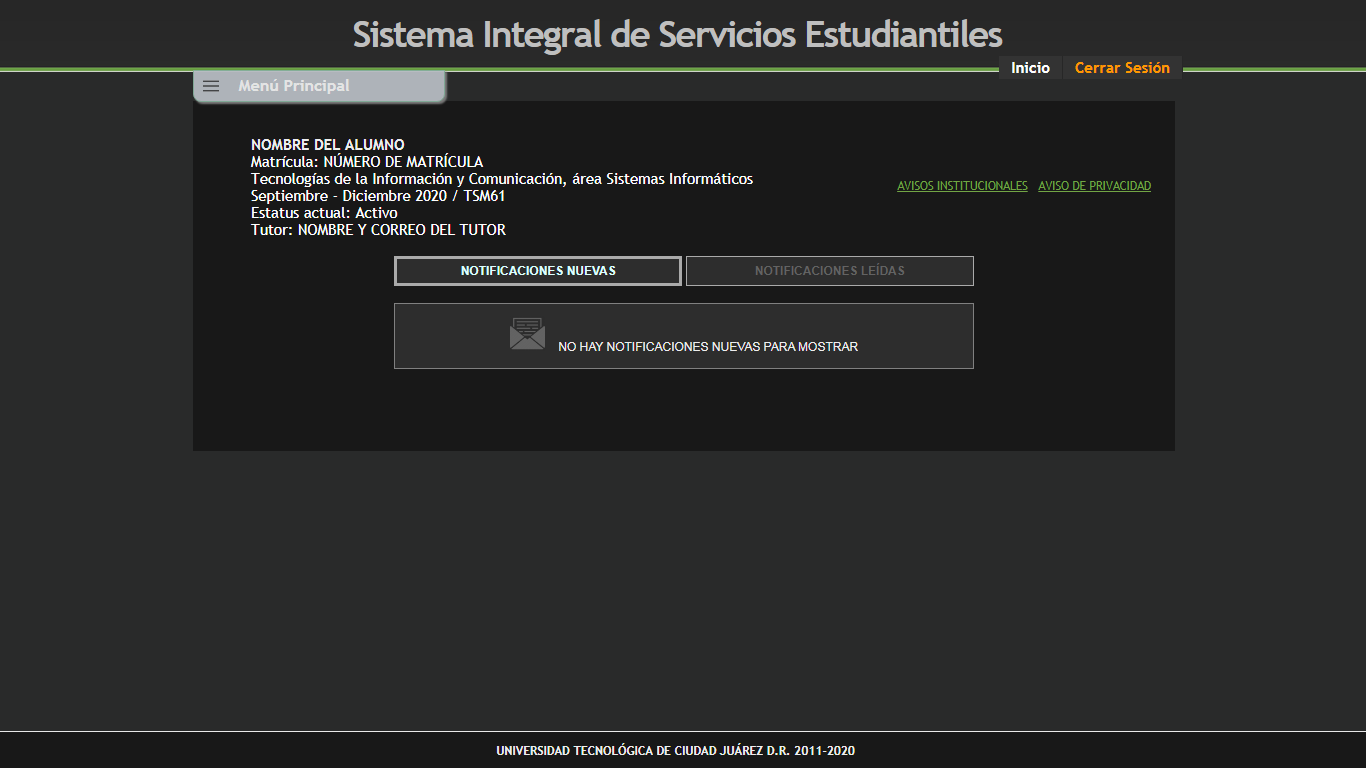 Sistema Integral de Servicios Estudiantiles
Inicio Cerrar Sesión
Menú Principal
NOMBRE DEL ALUMNO
Matrícula: NÚMERO DE MATRÍCULA
Tecnologías de la Información y Comunicación, área Sistemas Informáticos
Septiembre - Diciembre 2020 / TSM61
Estatus actual: Activo
Tutor: NOMBRE Y CORREO DEL TUTOR
AVISOS INSTITUCIONALES AVISO DE PRIVACIDAD
NOTIFICACIONES NUEVAS NOTIFICACIONES LEÍDAS
NO HAY NOTIFICACIONES NUEVAS PARA MOSTRAR
UNIVERSIDAD TECNOLÓGICA DE CIUDAD JUÁREZ D.R. 2011-2020